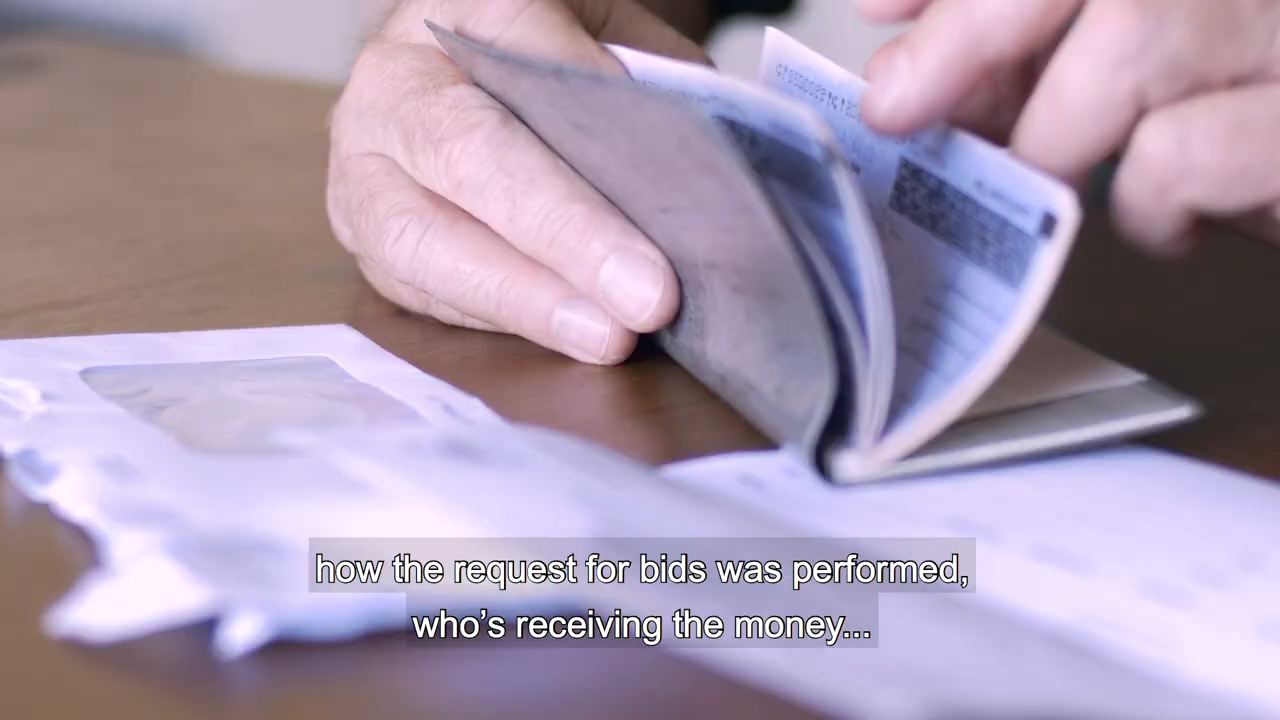 how the request for bids was performed,
who’s receiving the money...